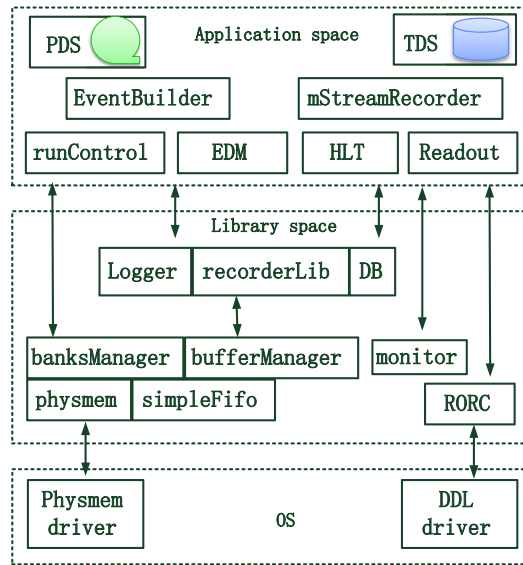 PDS
Application space
TDS
EventBuilder
mStreamRecorder
runControl
EDM
HLT
Readout
Library space
Logger
recorderLib
DB
banksManager
bufferManager
monitor
physmem
simpleFifo
RORC
Physmem
driver
OS
DDL
driver